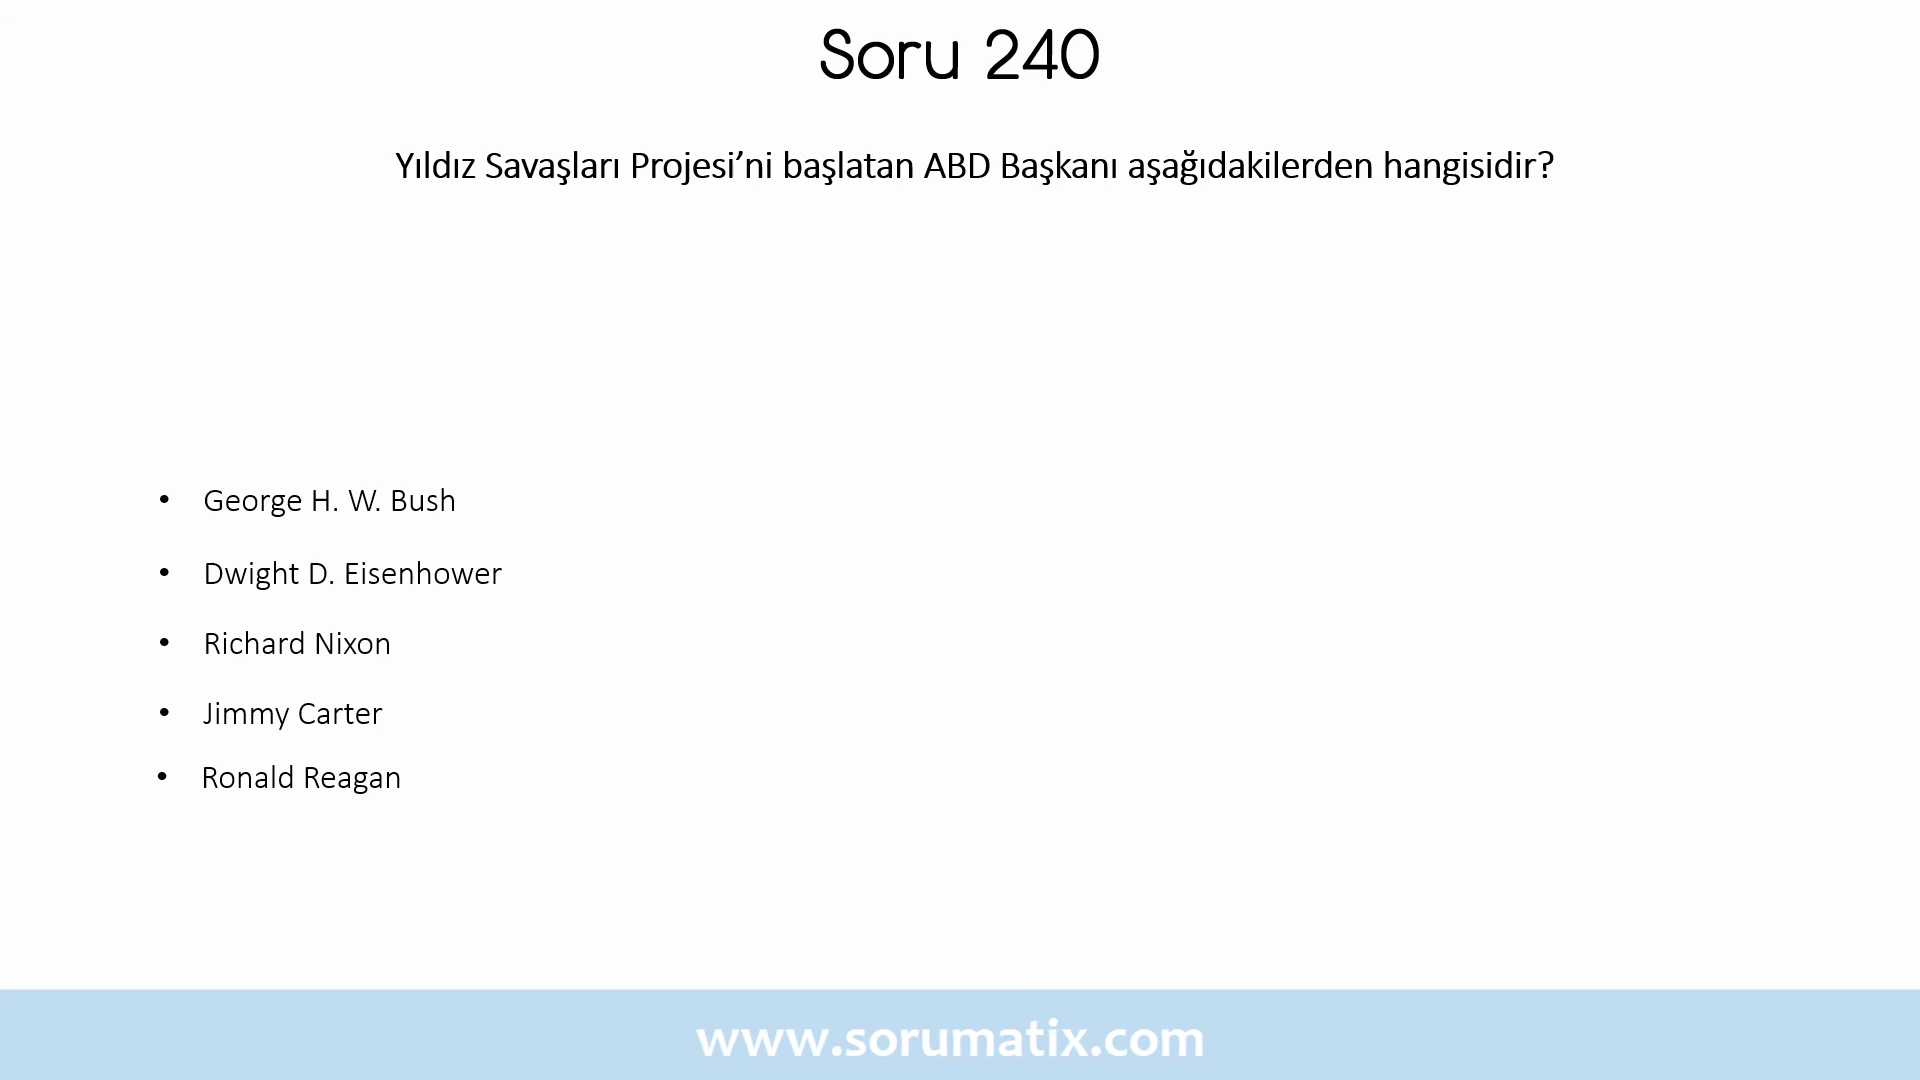 Soru 240
Yıldız Savaşları Projesi’ni başlatan ABD Başkanı aşağıdakilerden hangisidir?
• George H. W. Bush
• Dwight D. Eisenhower
• Richard Nixon
• Jimmy Carter
• Ronald Reagan
www.sorumatix.com